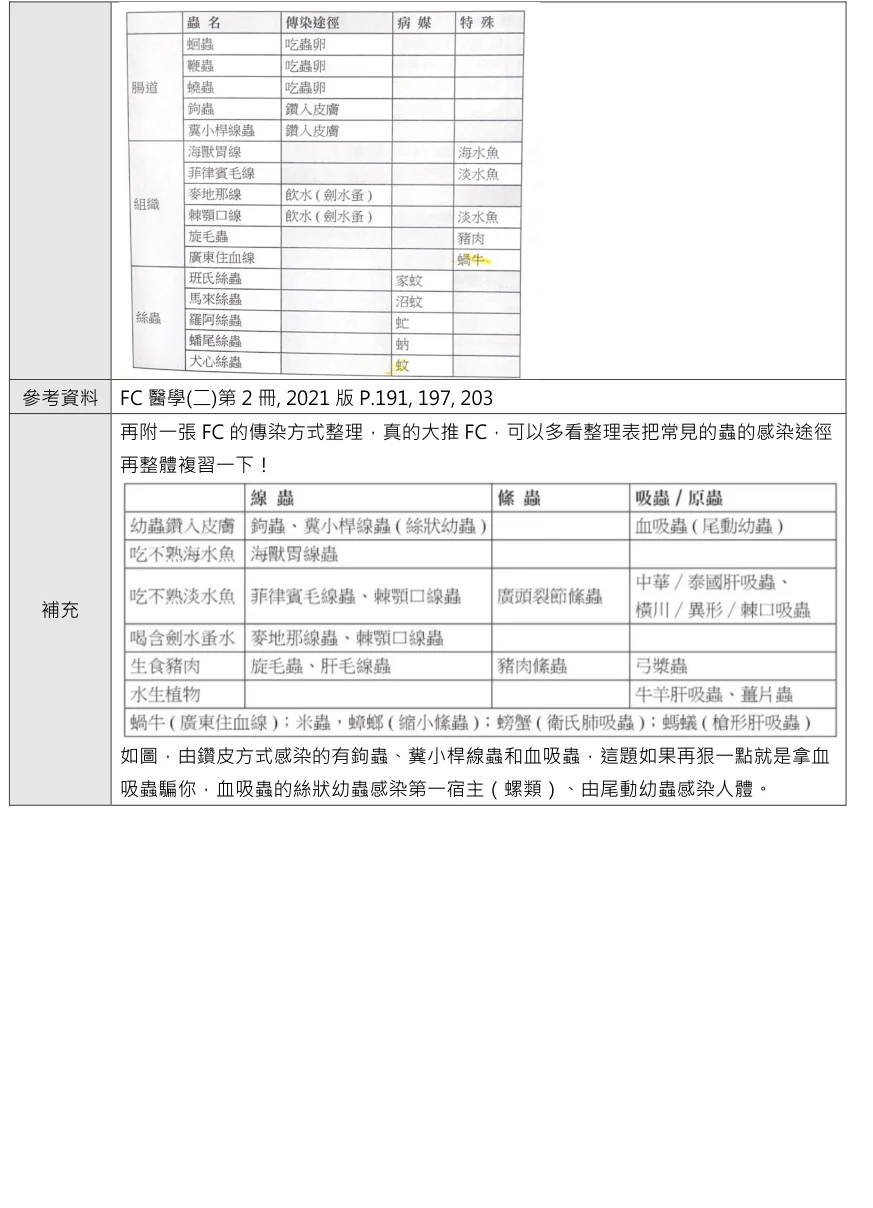 蟲 名 傳染途徑 病 媒 特 殊
腸道 蛔蟲 吃蟲卵
鞭蟲 吃蟲卵
蟯蟲 吃蟲卵
鉤蟲 鑽入皮膚
糞小桿線蟲 鑽入皮膚
組織 海獸胃線 海水魚
菲律賓毛線 淡水魚
麥地那線 飲水 ( 劍水蚤 )
棘顎口線 飲水 ( 劍水蚤 ) 淡水魚
旋毛蟲 豬肉
廣東住血線 蝸牛
絲蟲 班氏絲蟲 家蚊
馬來絲蟲 沼蚊
羅阿絲蟲 虻
蟠尾絲蟲 蚋
犬心絲蟲 蚊
參考資料 FC 醫學(二)第 2 冊, 2021 版 P.191, 197, 203
補充 再附一張 FC 的傳染方式整理，真的大推 FC，可以多看整理表把常見的蟲的感染途徑
再整體複習一下！
線 蟲 絛 蟲 吸蟲 / 原蟲
幼蟲鑽入皮膚 鉤蟲、糞小桿線蟲 ( 絲狀幼蟲 ) 血吸蟲 ( 尾動幼蟲 )
吃不熟海水魚 海獸胃線蟲
吃不熟淡水魚 菲律賓毛線蟲、棘顎口線蟲 廣頭裂節絛蟲 中華 / 泰國肝吸蟲、
橫川 / 異形 / 棘口吸蟲
喝含劍水蚤水 麥地那線蟲、棘顎口線蟲
生食豬肉 旋毛蟲、肝毛線蟲 豬肉絛蟲 弓漿蟲
水生植物 牛羊肝吸蟲、薑片蟲
蝸牛 ( 廣東住血線 )；米蟲，蟑螂 ( 縮小絛蟲 )；螃蟹 ( 衛氏肺吸蟲 )；螞蟻 ( 槍形肝吸蟲 )
如圖，由鑽皮方式感染的有鉤蟲、糞小桿線蟲和血吸蟲，這題如果再狠一點就是拿血
吸蟲騙你，血吸蟲的絲狀幼蟲感染第一宿主（螺類）、由尾動幼蟲感染人體。